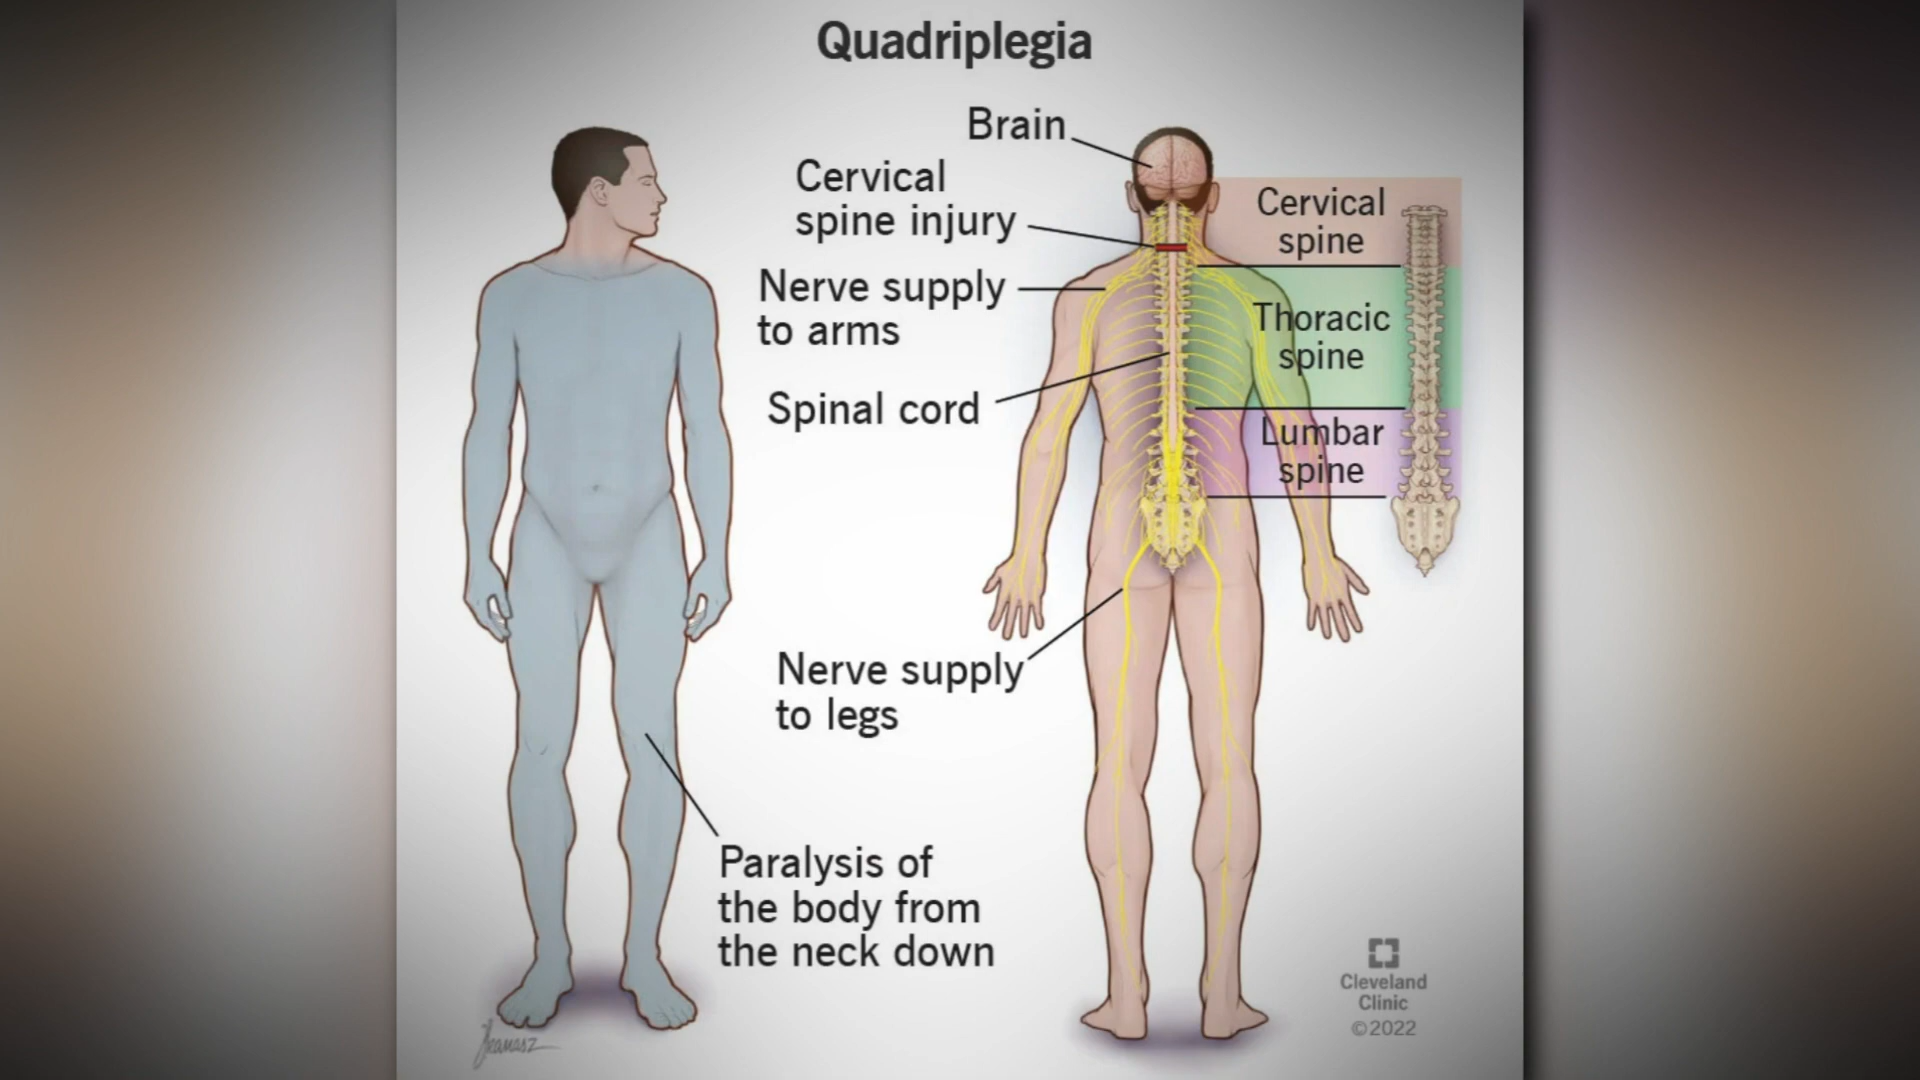 Quadriplegia
Brain
Cervical
spine injury
Nerve supply
to arms
Spinal cord
Cervical
spine
Thoracic
spine
Lumbar
spine
Nerve supply
to legs
Paralysis of
the body from
the neck down
Cleveland
Clinic
©2022